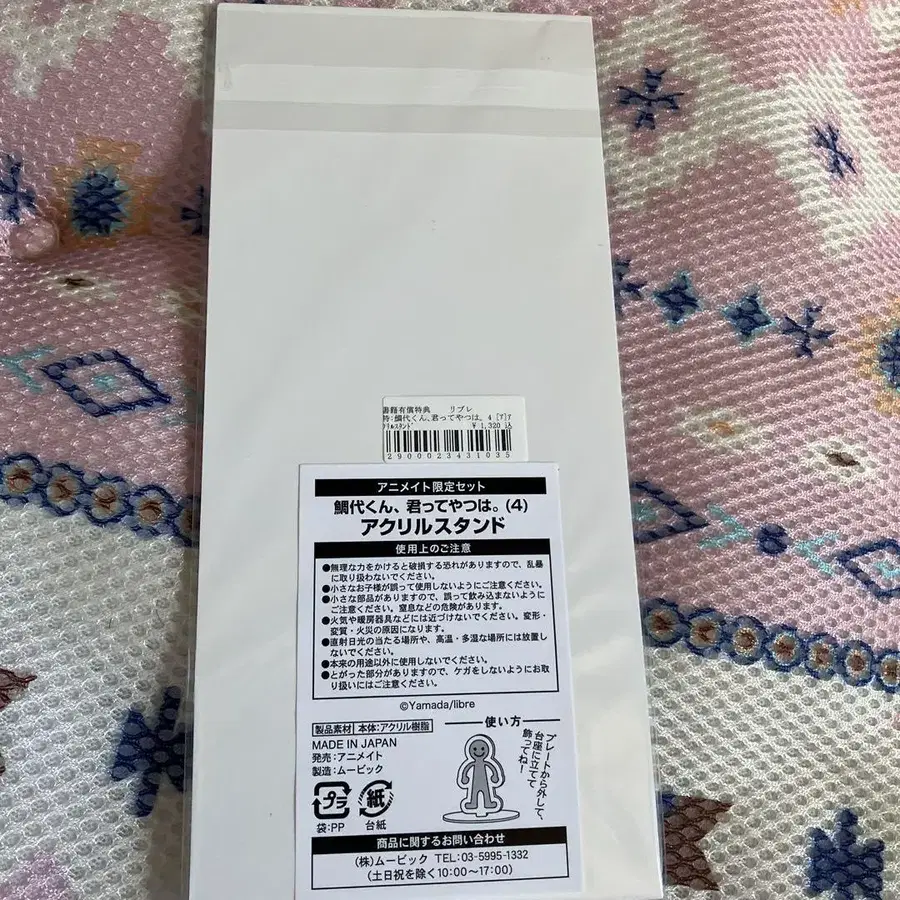 書籍有償特典 リブレ
特:鯛代くん、君ってやつは。4 [ｱ]ｱ
ｸﾘﾙｽﾀﾝﾄﾞ ¥1,320 込
2900023431035
アニメイト限定セット
鯛代くん、君ってやつは。(4)
アクリルスタンド
使用上のご注意
●無理な力をかけると破損する恐れがありますので、乱暴
に取り扱わないでください。
●小さなお子様が誤って使用しないようにご注意ください。
●小さな部品がありますので、誤って飲み込まないように
ご注意ください。窒息などの危険があります。
●火気や暖房器具などには近づけないでください。変形・
変質・火災の原因になります。
●直射日光の当たる場所や、高温・多湿な場所には放置し
ないでください。
●本来の用途以外に使用しないでください。
●とがった部分がありますので、ケガをしないようにお取
り扱いにはご注意ください。
©Yamada/libre
製品素材 本体:アクリル樹脂
MADE IN JAPAN
発売:アニメイト
製造:ムービック
プラ
袋:PP
紙
台紙
使い方
プレートから外して、
台座に立てて
飾ってね!
商品に関するお問い合わせ
(株)ムービック TEL:03-5995-1332
(土日祝を除く10:00~17:00)